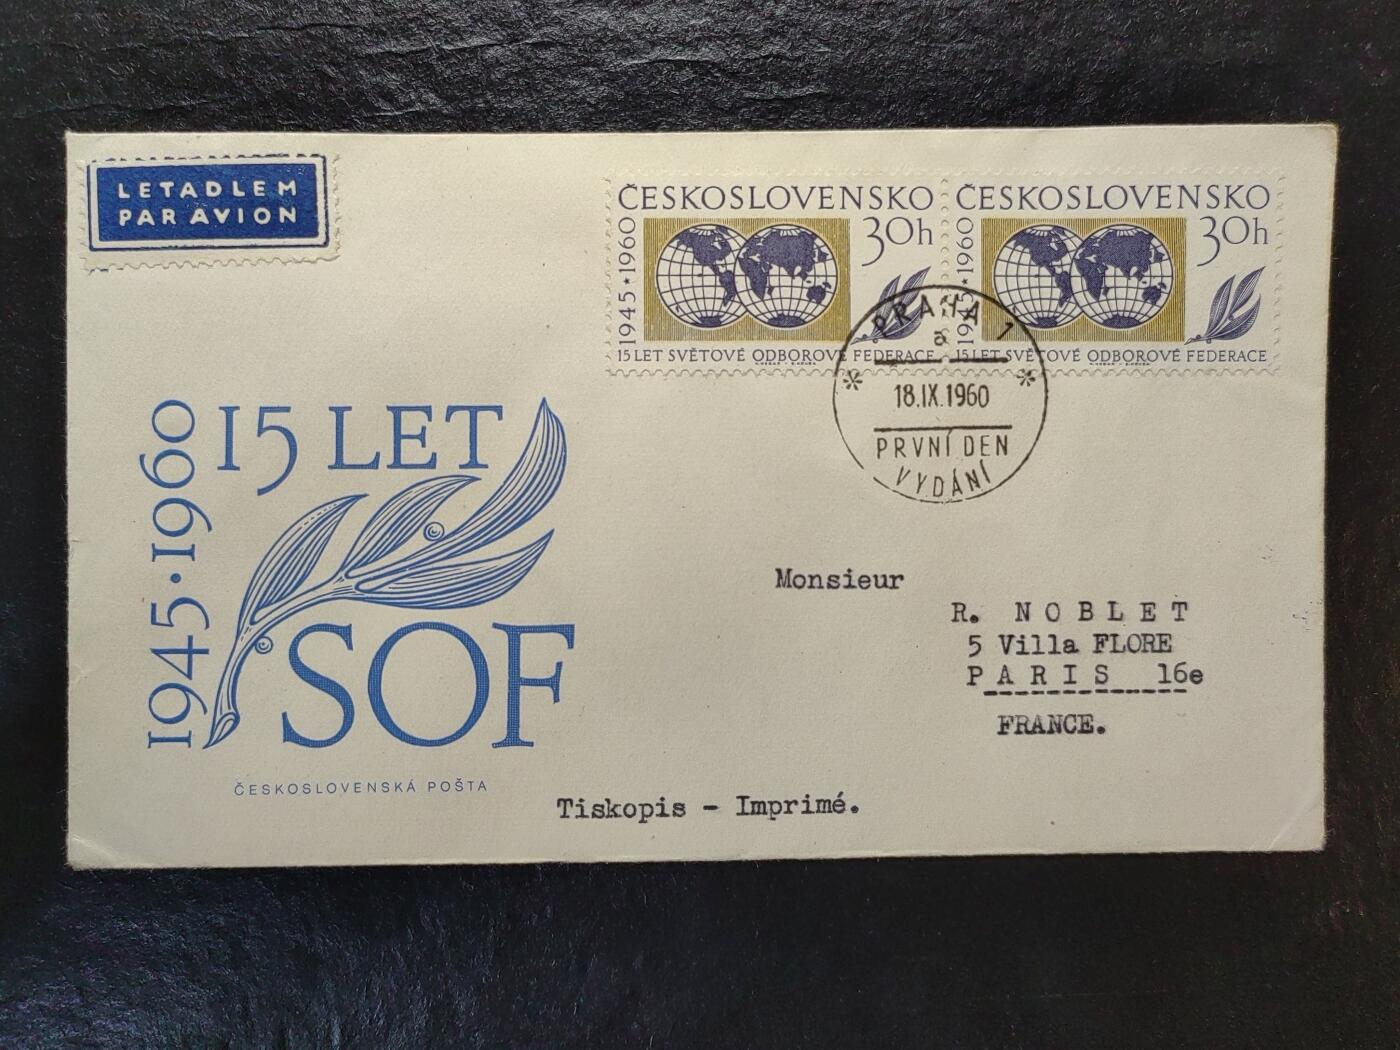 LETADLEM
PAR AVION
ČESKOSLOVENSKO
30h
1945 • 1960
15 LET SVĚTOVÉ ODBOROVÉ FEDERACE
ČESKOSLOVENSKO
30h
1945 • 1960
15 LET SVĚTOVÉ ODBOROVÉ FEDERACE
PRAHA 1
a
* *
18.IX.1960
PRVNÍ DEN
VYDÁNÍ
1945 • 1960
15 LET
SOF
ČESKOSLOVENSKÁ POŠTA
Monsieur
R. NOBLET
5 Villa FLORE
PARIS 16e
FRANCE.
Tiskopis - Imprimé.